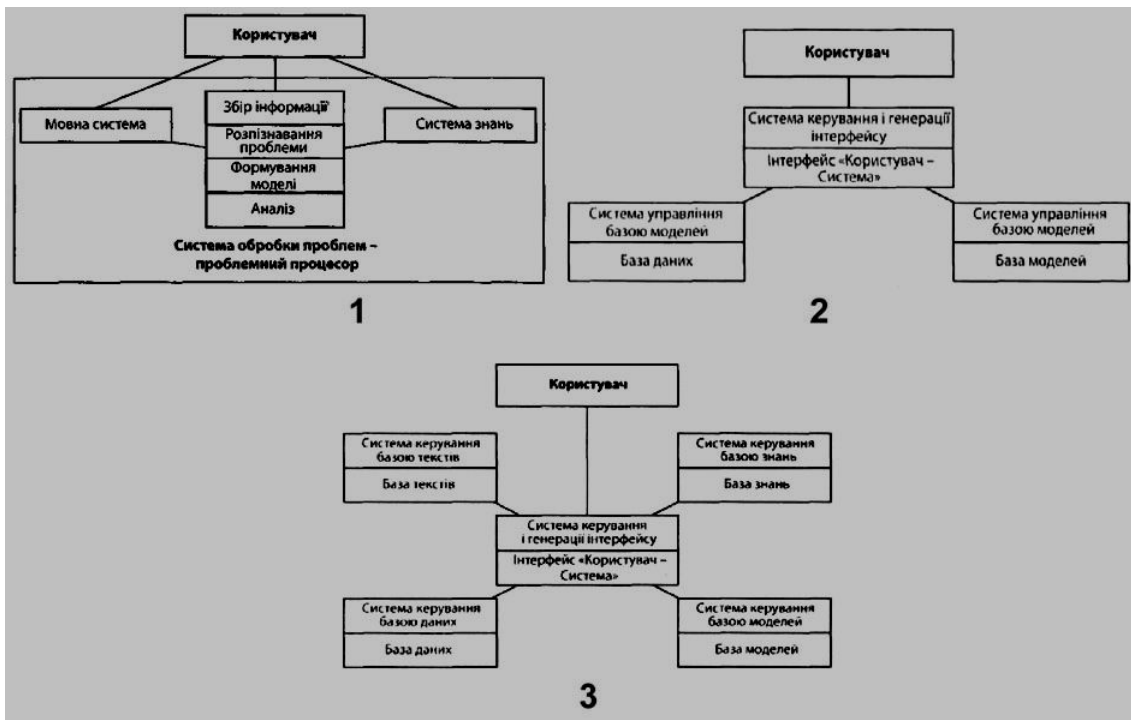 Користувач
Мовна система
Збір інформації
Розпізнавання
проблеми
Формування
моделі
Аналіз
Система знань
Система обробки проблем –
проблемний процесор
1
Користувач
Система керування і генерації
інтерфейсу
Інтерфейс «Користувач –
Система»
Система управління
базою моделей
База даних
Система управління
базою моделей
База моделей
2
Користувач
Система керування
базою текстів
База текстів
Система керування
базою знань
База знань
Система керування
і генерації інтерфейсу
Інтерфейс «Користувач –
Система»
Система керування
базою даних
База даних
Система керування
базою моделей
База моделей
3